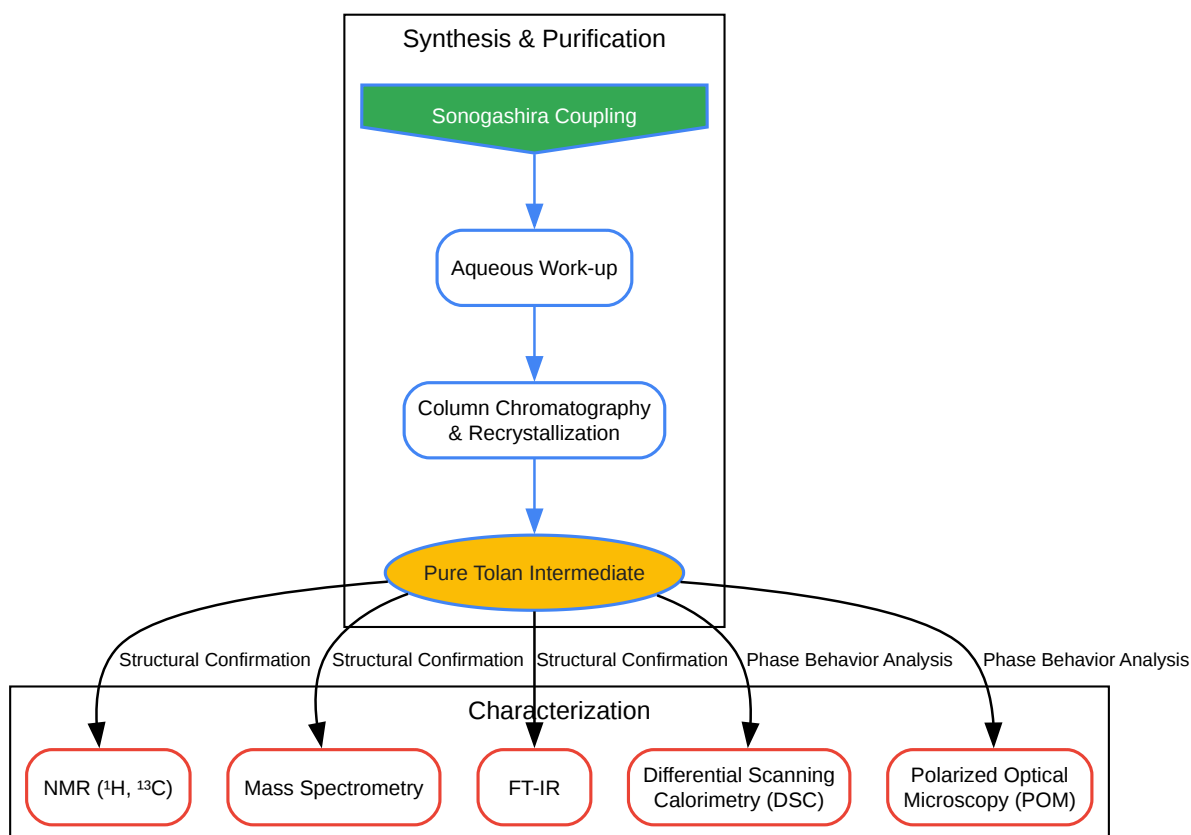 Synthesis & Purification
Sonogashira Coupling
Aqueous Work-up
Column Chromatography
& Recrystallization
Pure Tolan Intermediate
Structural Confirmation
Structural Confirmation
Structural Confirmation
Phase Behavior Analysis
Phase Behavior Analysis
Characterization
NMR (¹H, ¹³C)
Mass Spectrometry
FT-IR
Differential Scanning
Calorimetry (DSC)
Polarized Optical
Microscopy (POM)